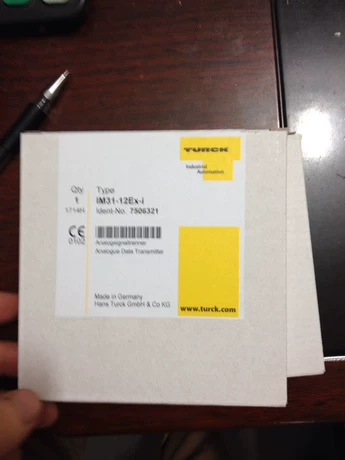 TURCK
Industrial
Automation
Qty
Type
1
IM31-12Ex-i
1714H
Ident-No. 7506321
CE
0102
Analogsignaltrenner
Analogue Data Transmitter
Made in Germany
Hans Turck GmbH & Co KG
www.turck.com